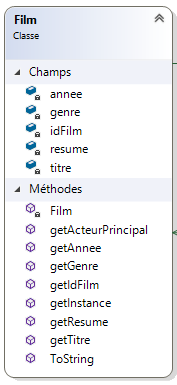 Film
Classe
Champs
annee
genre
idFilm
resume
titre
Méthodes
Film
getActeurPrincipal
getAnnee
getGenre
getIdFilm
getInstance
getResume
getTitre
ToString